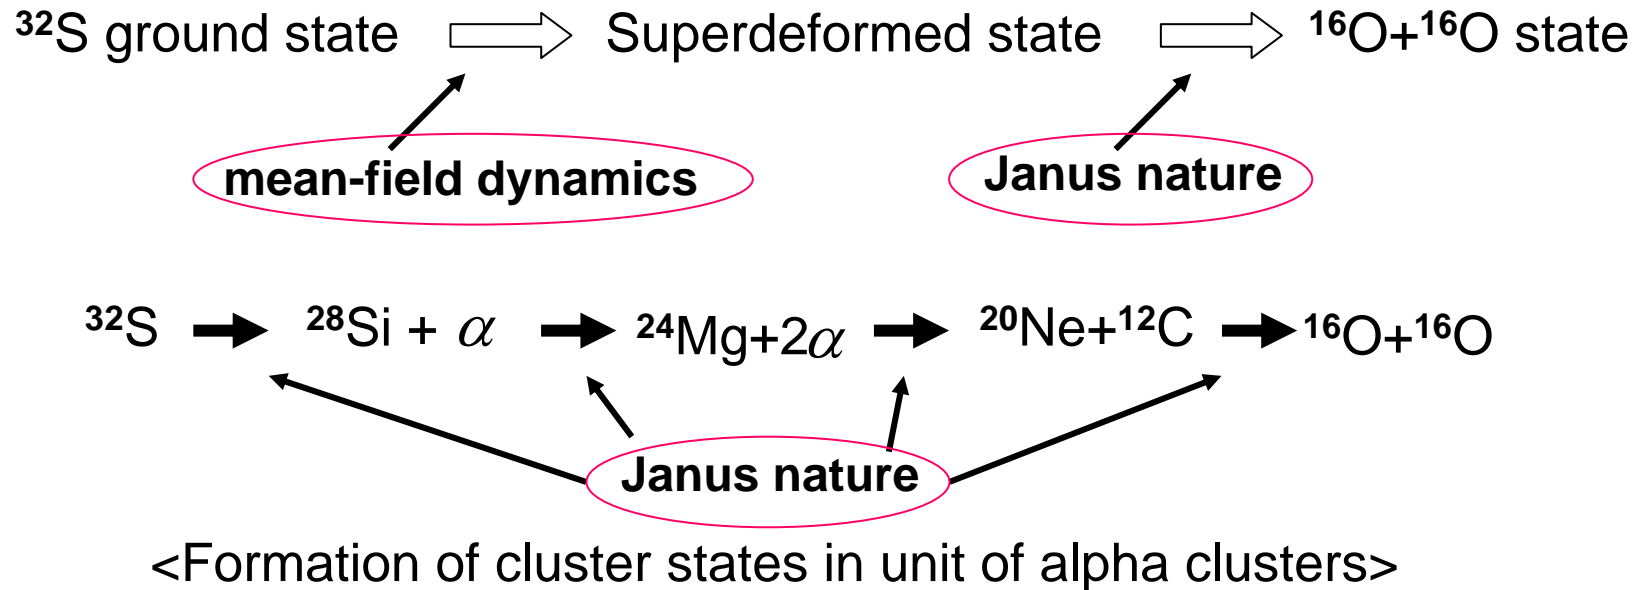 ³²S ground state ⇨ Superdeformed state ⇨ ¹⁶O+¹⁶O state
mean-field dynamics Janus nature
³²S ➡ ²⁸Si + α ➡ ²⁴Mg+2α ➡ ²⁰Ne+¹²C ➡ ¹⁶O+¹⁶O
Janus nature
<Formation of cluster states in unit of alpha clusters>